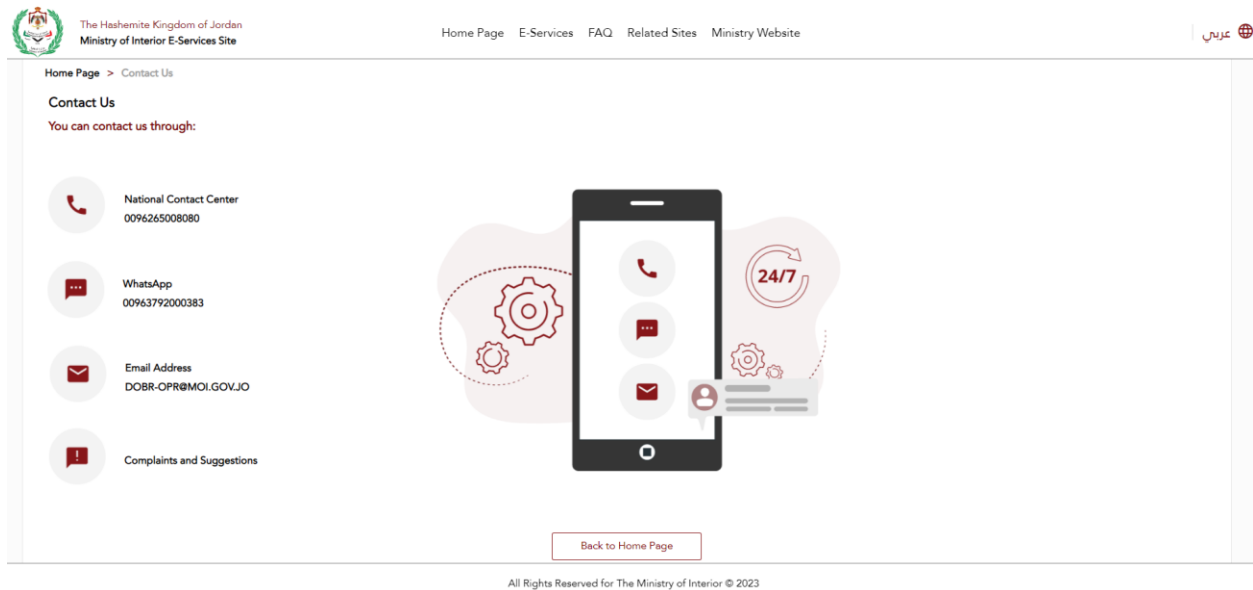 The Hashemite Kingdom of Jordan
Ministry of Interior E-Services Site
Home Page E-Services FAQ Related Sites Ministry Website
عربي
Home Page > Contact Us
Contact Us
You can contact us through:
National Contact Center
0096265008080
WhatsApp
00963792000383
Email Address
DOBR-OPR@MOI.GOV.JO
Complaints and Suggestions
24/7
Back to Home Page
All Rights Reserved for The Ministry of Interior © 2023